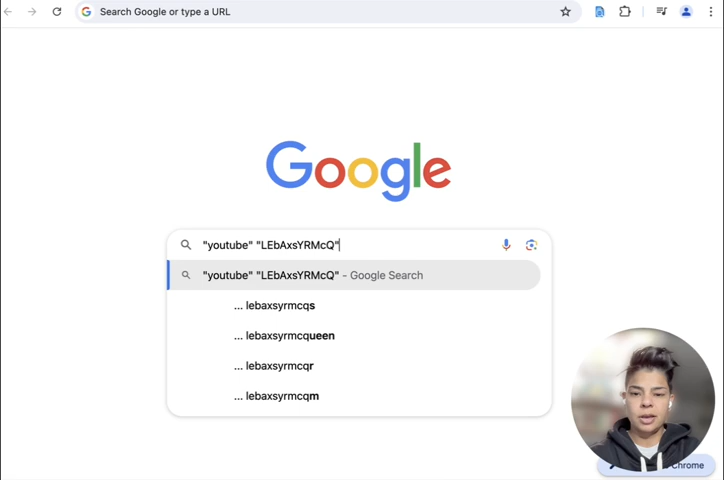 Search Google or type a URL
Google
"youtube" "LEbAxsYRMcQ"
"youtube" "LEbAxsYRMcQ" - Google Search
... lebaxsyrmcqs
... lebaxsyrmcqueen
... lebaxsyrmcqr
... lebaxsyrmcqm
Chrome